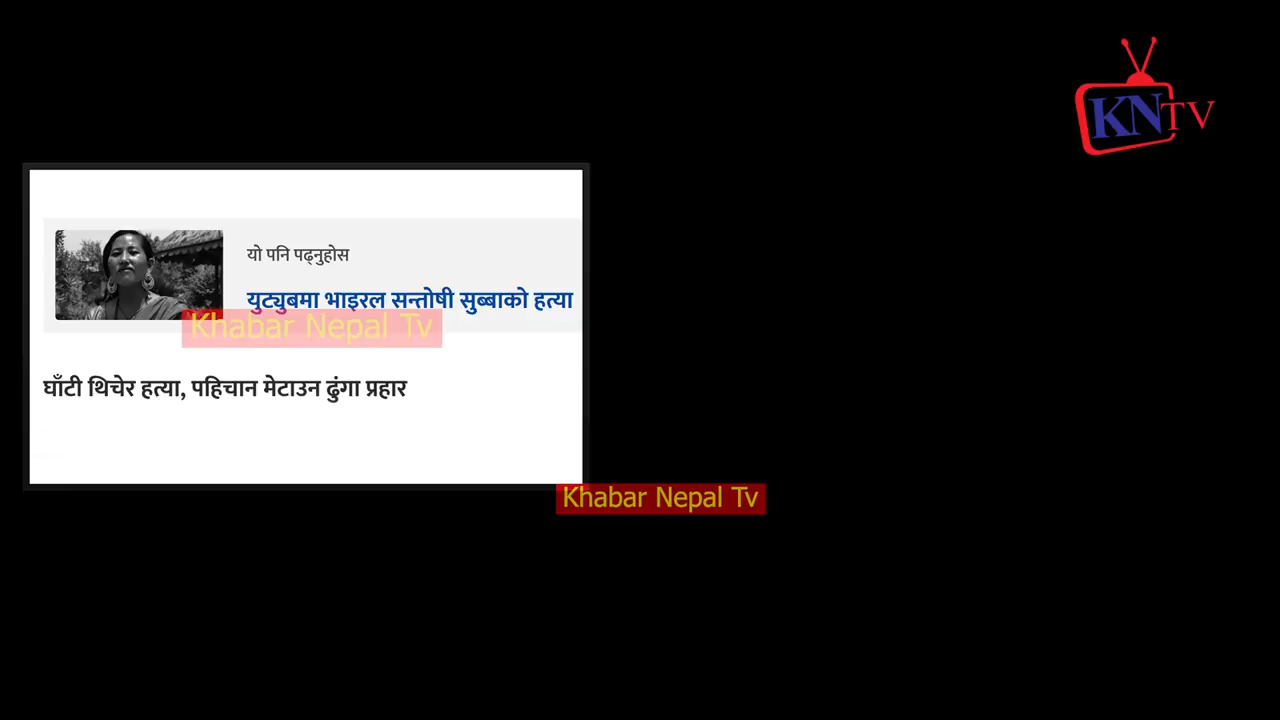 KNTV
यो पनि पढ्नुहोस
युट्युबमा भाइरल सन्तोषी सुब्बाको हत्या
Khabar Nepal Tv
घाँटी थिचेर हत्या, पहिचान मेटाउन ढुंगा प्रहार
Khabar Nepal Tv